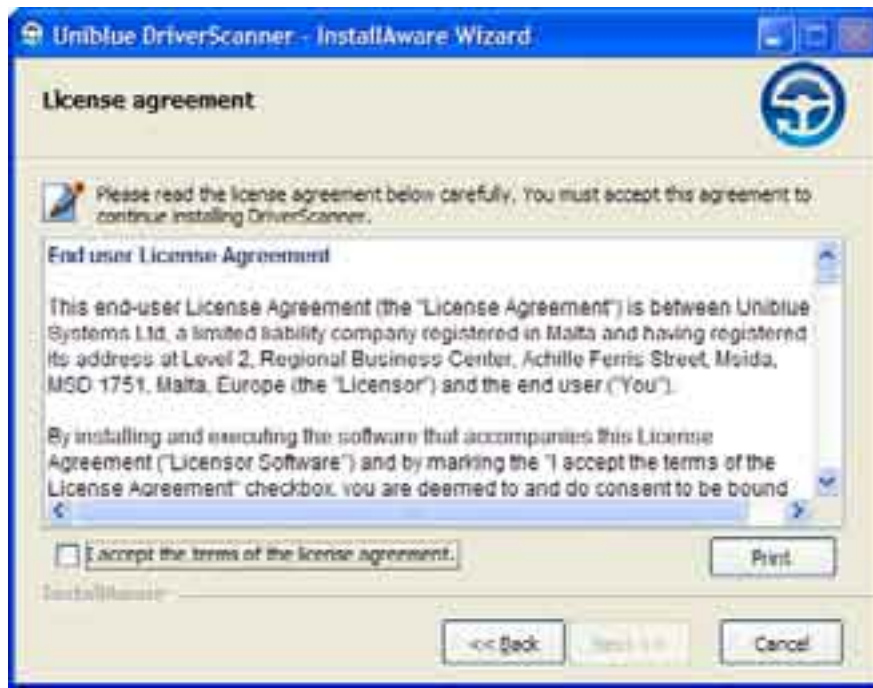 Uniblue DriverScanner - InstallAware Wizard
License agreement
Please read the license agreement below carefully. You must accept this agreement to
continue installing DriverScanner.
End user License Agreement
This end-user License Agreement (the "License Agreement") is between Uniblue
Systems Ltd, a limited liability company registered in Malta and having registered
its address at Level 2, Regional Business Center, Achille Ferris Street, Msida,
MSD 1751, Malta, Europe (the "Licensor") and the end user ("You").
By installing and executing the software that accompanies this License
Agreement ("Licensor Software") and by marking the "I accept the terms of the
License Agreement" checkbox, you are deemed to and do consent to be bound
I accept the terms of the license agreement.
Print
InstallAware
<< Back
Next >>
Cancel